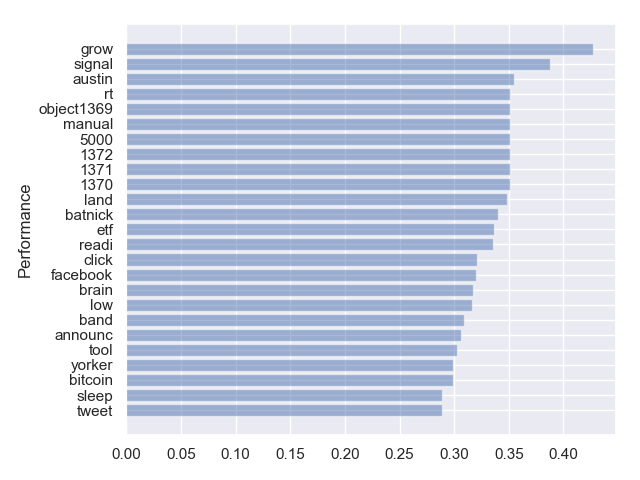 Performance
grow
signal
austin
rt
object1369
manual
5000
1372
1371
1370
land
batnick
etf
readi
click
facebook
brain
low
band
announc
tool
yorker
bitcoin
sleep
tweet
0.00 0.05 0.10 0.15 0.20 0.25 0.30 0.35 0.40